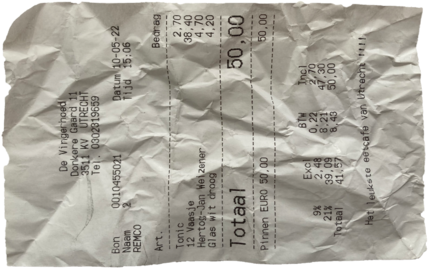 De Vingerhoed
Donkere Gaard 11
3511 KV UTRECHT
Tel. 0302319659
Bon 0010455021 Datum 10-05-22
Naam 2 Tijd 15:06
REMCO
Art. Bedrag
Tonic 2,70
12 Vaasje 38,40
Hertog-Jan Weizener 4,70
Glas wit droog 4,20
Totaal 50,00
Pinnen EURO 50,00 50,00
Excl BTW Incl
9% 2,48 0,22 2,70
21% 39,09 8,21 47,30
Totaal 41,57 8,43 50,00
Het leukste eetcafe van Utrecht !!!!